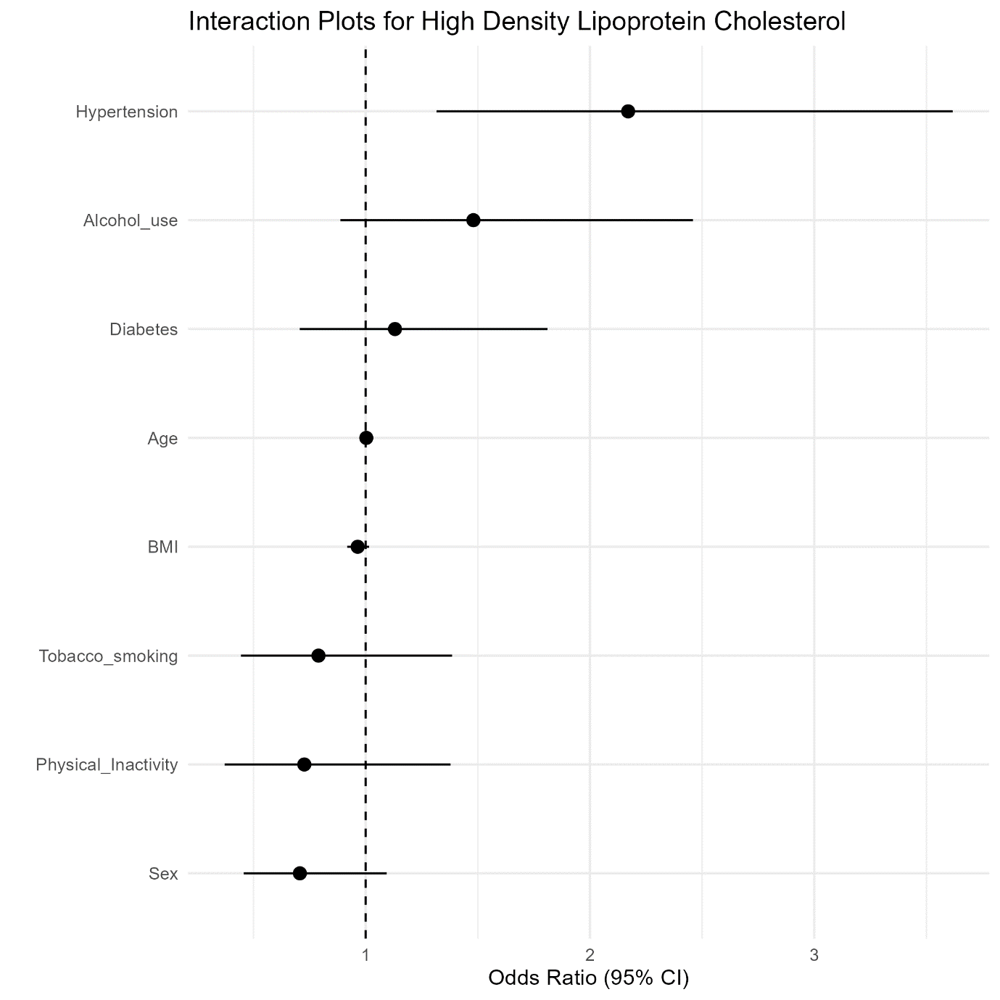 Interaction Plots for High Density Lipoprotein Cholesterol
Hypertension
Alcohol_use
Diabetes
Age
BMI
Tobacco_smoking
Physical_Inactivity
Sex
1 2 3
Odds Ratio (95% CI)